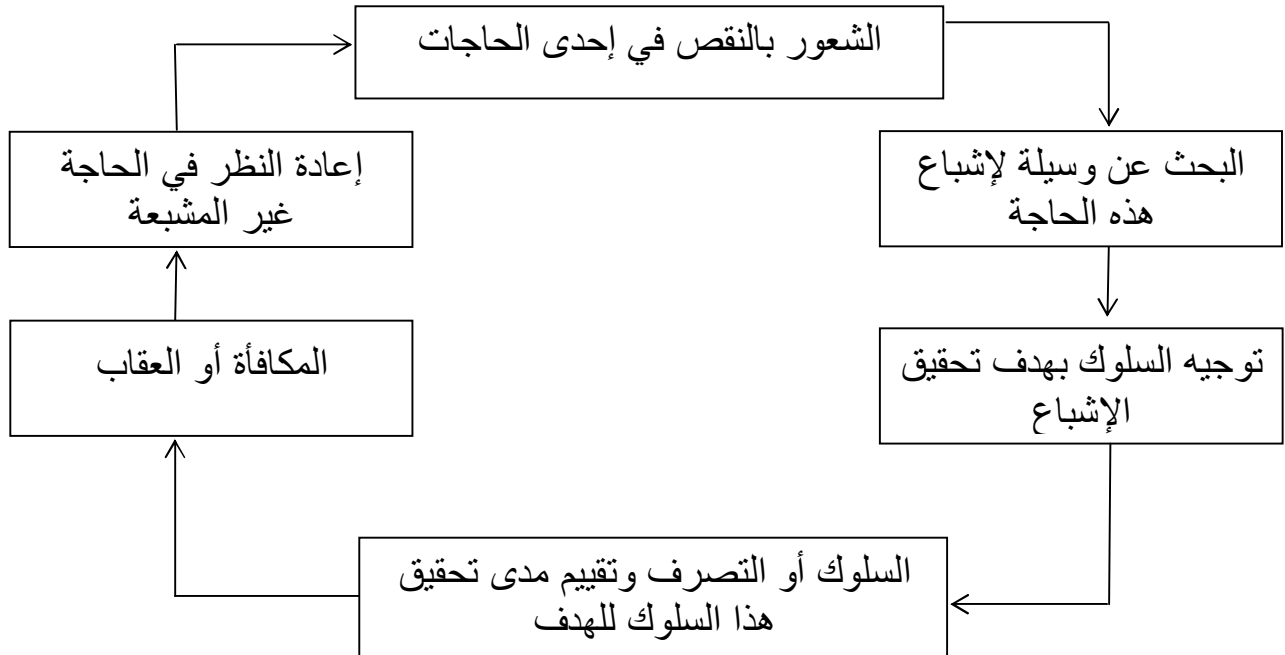 الشعور بالنقص في إحدى الحاجات
البحث عن وسيلة لإشباع
هذه الحاجة
توجيه السلوك بهدف تحقيق
الإشباع
السلوك أو التصرف وتقييم مدى تحقيق
هذا السلوك للهدف
المكافأة أو العقاب
إعادة النظر في الحاجة
غير المشبعة